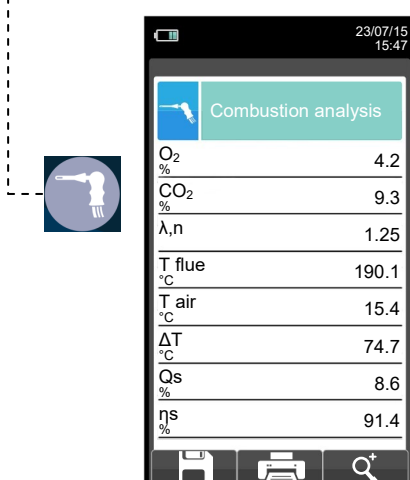 23/07/15
15:47
Combustion analysis
O2
%
4.2
CO2
%
9.3
λ,n
1.25
T flue
°C
190.1
T air
°C
15.4
ΔT
°C
74.7
Qs
%
8.6
ηs
%
91.4